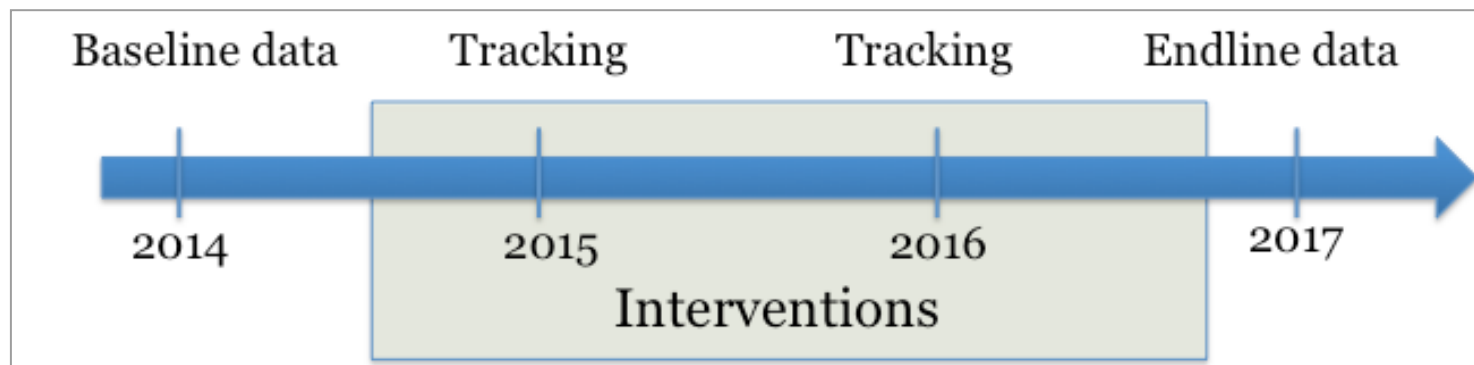 Baseline data Tracking Tracking Endline data
2014 2015 2016 2017
Interventions